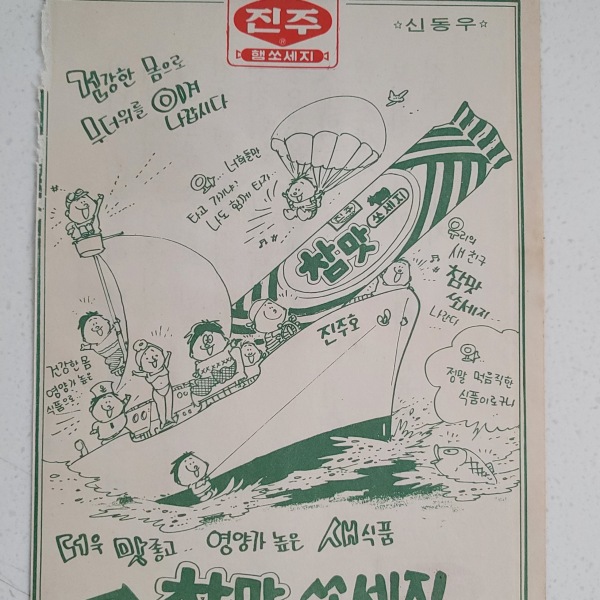 진주
®
햄쏘세지
☆신동우☆
건강한 몸으로
무더위를 이겨
나갑시다
야... 너희들만
타고 가기냐!
나도 함께 타자..
진주
쏘세지
참맛
우리의
새 친구
참맛
쏘세지...
나간다
진주호
건강한 몸
영양가 높은
식품으로
야
정말 먹음직한
식품이로구나
더욱 맛좋고.. 영양가 높은 새식품
참맛 쏘세지